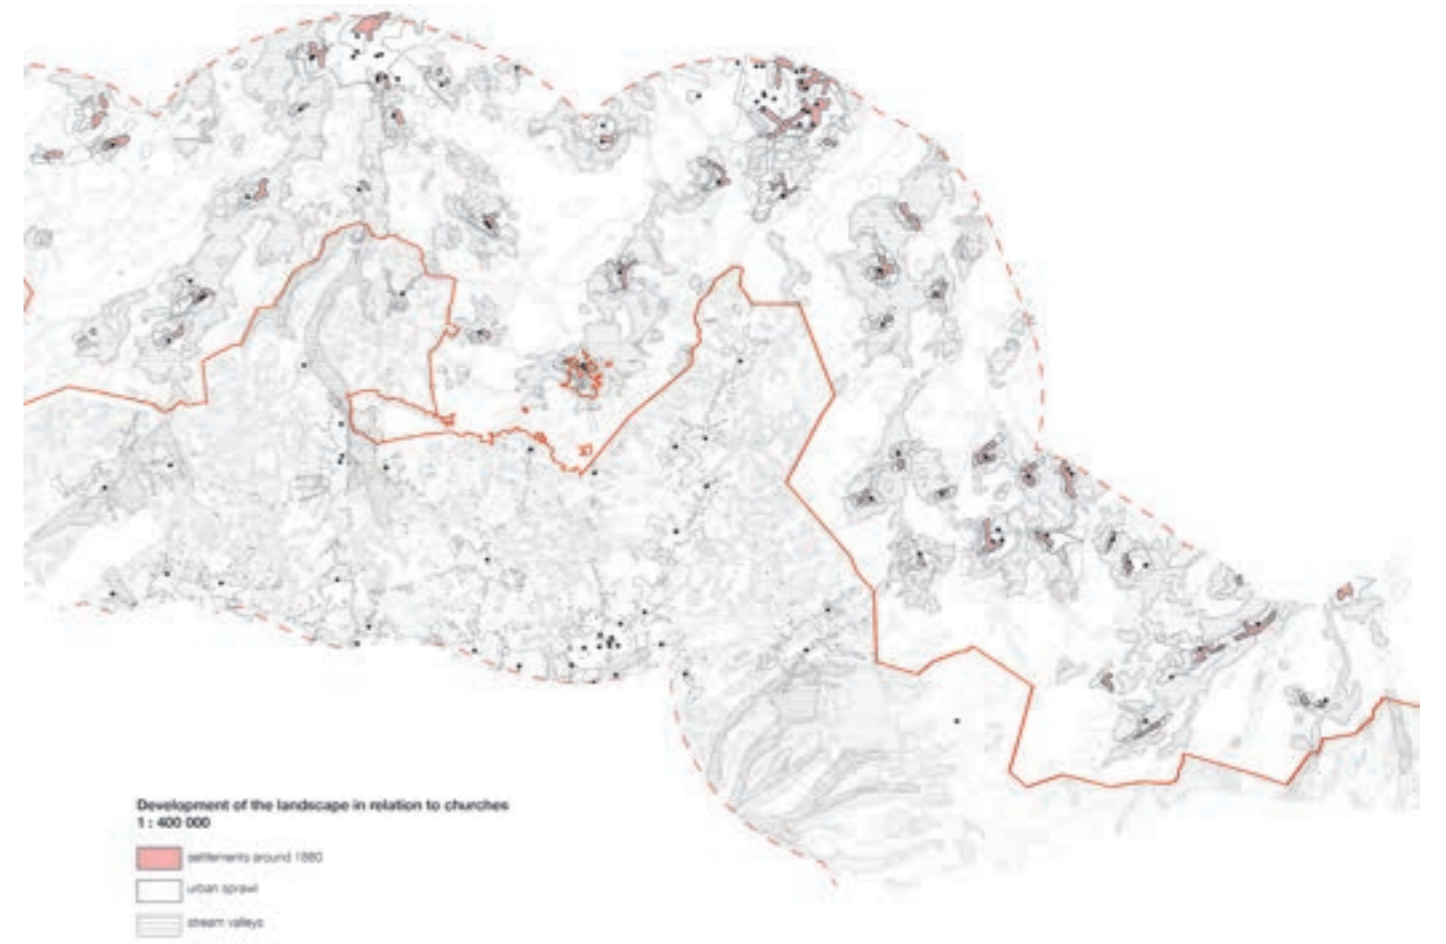 Development of the landscape in relation to churches
1 : 400 000
settlements around 1880
urban sprawl
stream valleys